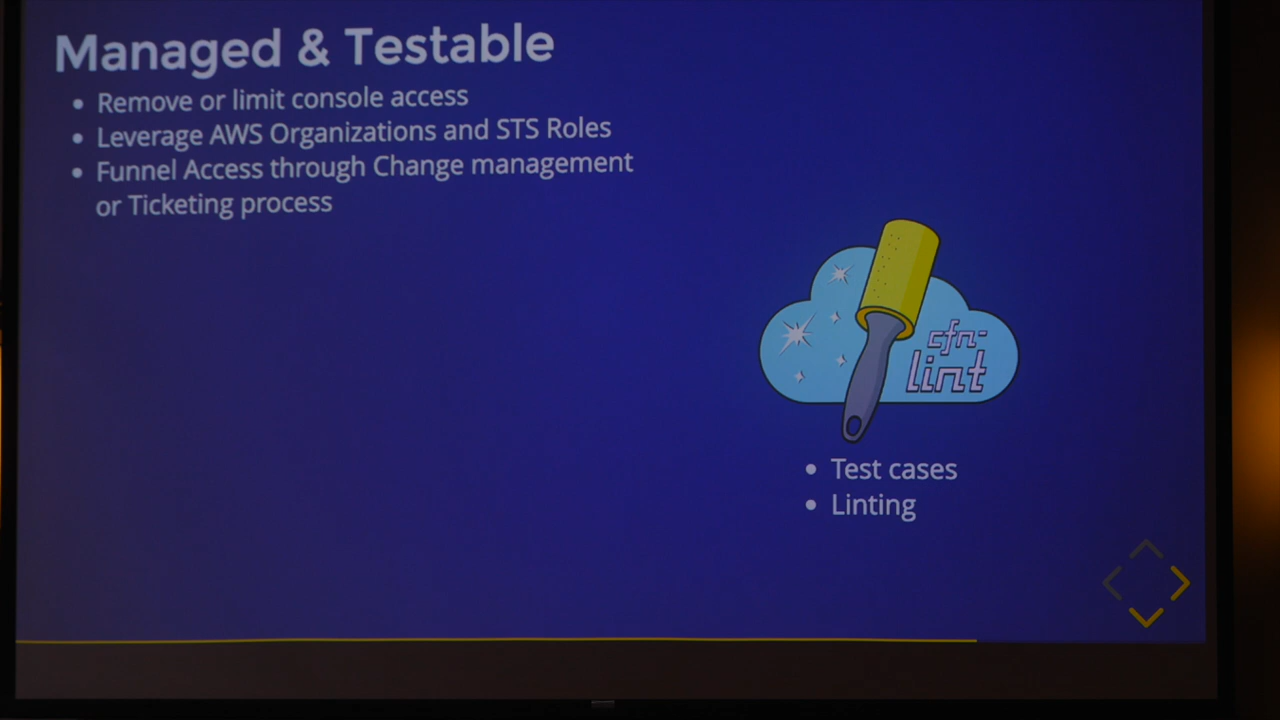 Managed & Testable
• Remove or limit console access
• Leverage AWS Organizations and STS Roles
• Funnel Access through Change management
or Ticketing process
cfn-
lint
• Test cases
• Linting